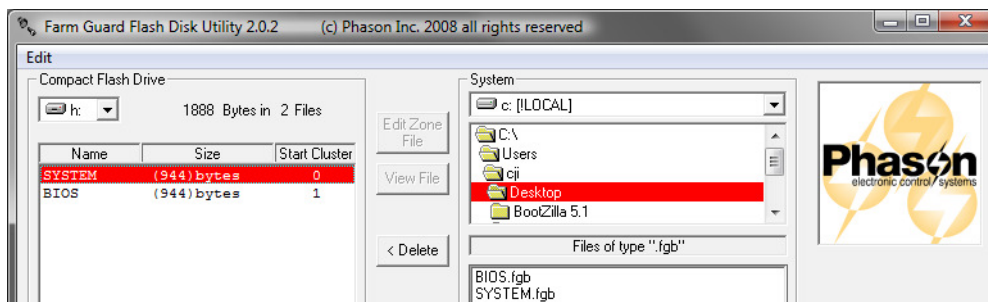 Farm Guard Flash Disk Utility 2.0.2 (c) Phason Inc. 2008 all rights reserved
Edit
Compact Flash Drive
h:
1888 Bytes in 2 Files
Name Size Start Cluster
SYSTEM (944)bytes 0
BIOS (944)bytes 1
Edit Zone
File
View File
< Delete
System
c: [!LOCAL]
C:\
Users
cji
Desktop
BootZilla 5.1
Files of type ".fgb"
BIOS.fgb
SYSTEM.fgb
Phason
electronic control/systems